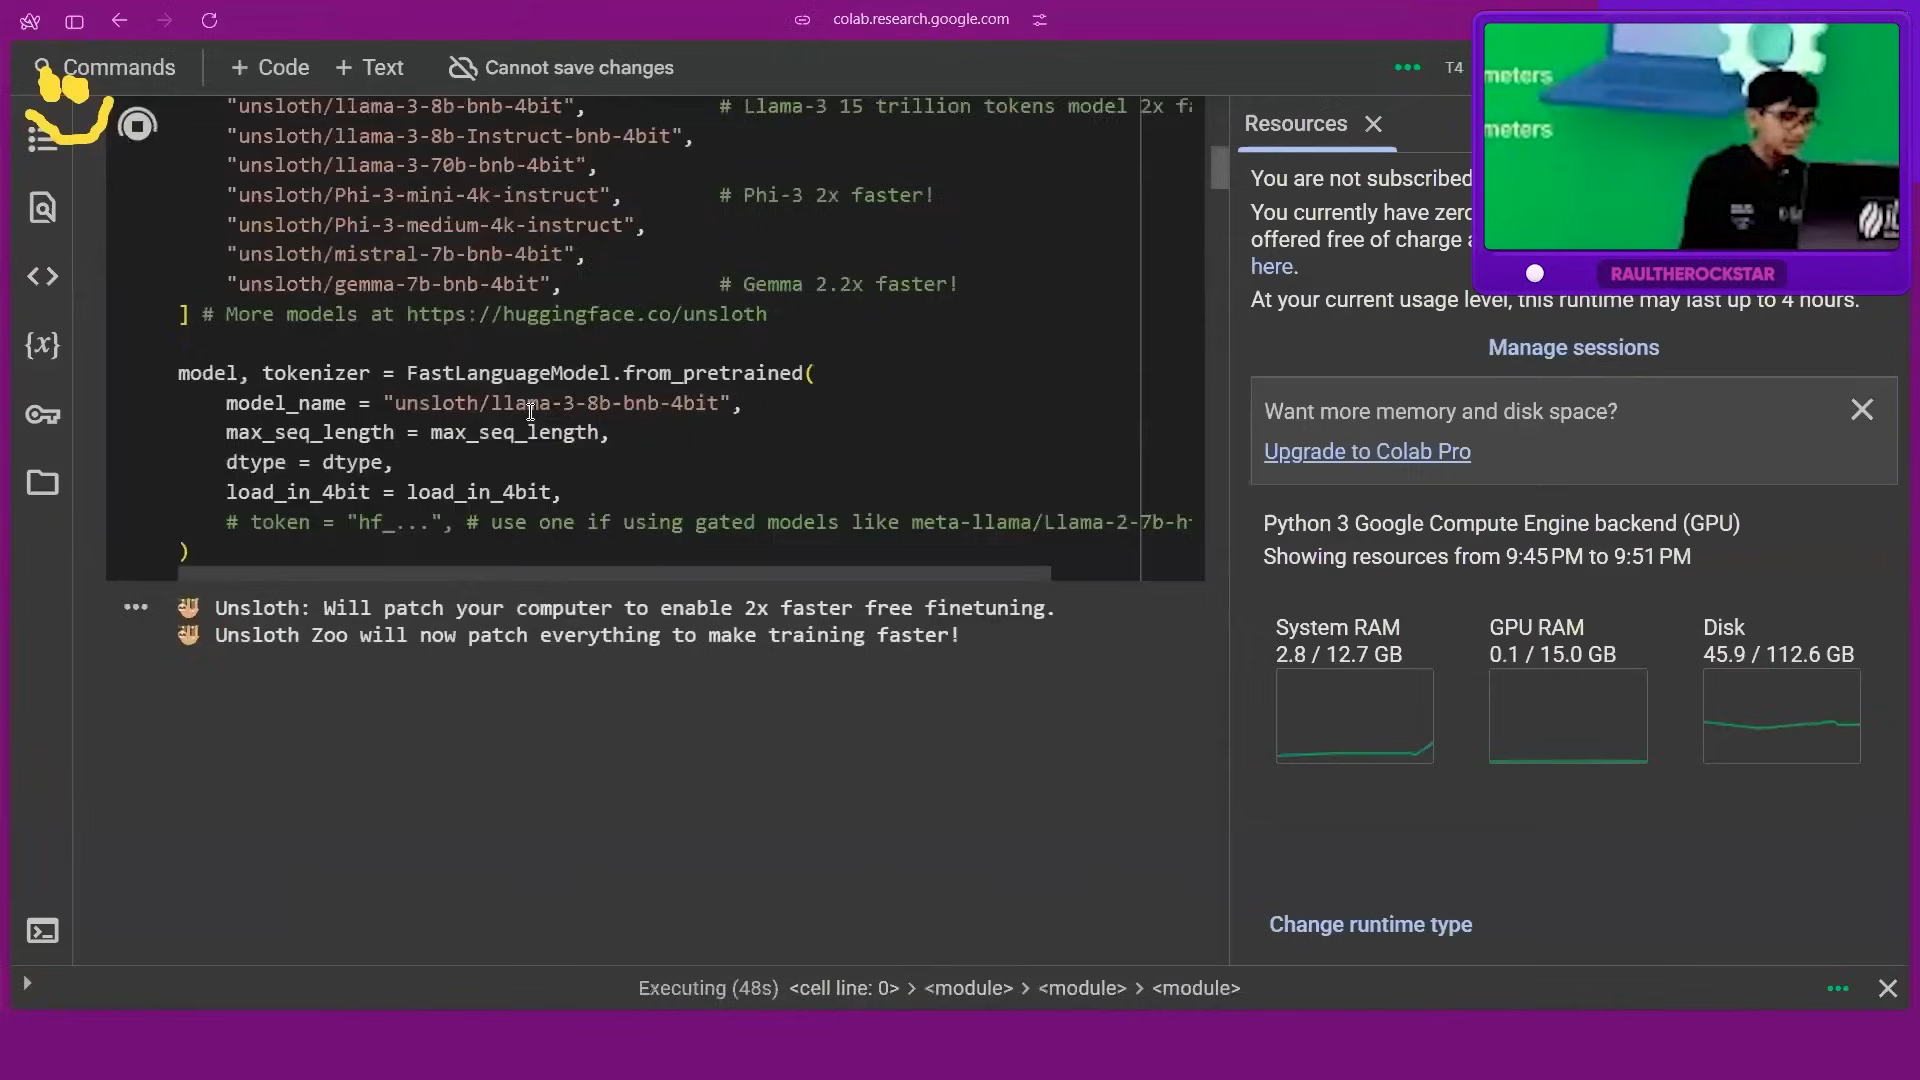 colab.research.google.com
Commands
+ Code
+ Text
Cannot save changes
T4
"unsloth/llama-3-8b-bnb-4bit", # Llama-3 15 trillion tokens model 2x fa
"unsloth/llama-3-8b-Instruct-bnb-4bit",
"unsloth/llama-3-70b-bnb-4bit",
"unsloth/Phi-3-mini-4k-instruct", # Phi-3 2x faster!
"unsloth/Phi-3-medium-4k-instruct",
"unsloth/mistral-7b-bnb-4bit",
"unsloth/gemma-7b-bnb-4bit", # Gemma 2.2x faster!
] # More models at https://huggingface.co/unsloth
model, tokenizer = FastLanguageModel.from_pretrained(
model_name = "unsloth/llama-3-8b-bnb-4bit",
max_seq_length = max_seq_length,
dtype = dtype,
load_in_4bit = load_in_4bit,
# token = "hf_...", # use one if using gated models like meta-llama/Llama-2-7b-h
)
Unsloth: Will patch your computer to enable 2x faster free finetuning.
Unsloth Zoo will now patch everything to make training faster!
Executing (48s) <cell line: 0> > <module> > <module> > <module>
Resources
You are not subscribed
You currently have zero
offered free of charge
here.
At your current usage level, this runtime may last up to 4 hours.
Manage sessions
Want more memory and disk space?
Upgrade to Colab Pro
Python 3 Google Compute Engine backend (GPU)
Showing resources from 9:45 PM to 9:51 PM
System RAM
2.8 / 12.7 GB
GPU RAM
0.1 / 15.0 GB
Disk
45.9 / 112.6 GB
Change runtime type
meters
meters
RAULTHEROCKSTAR